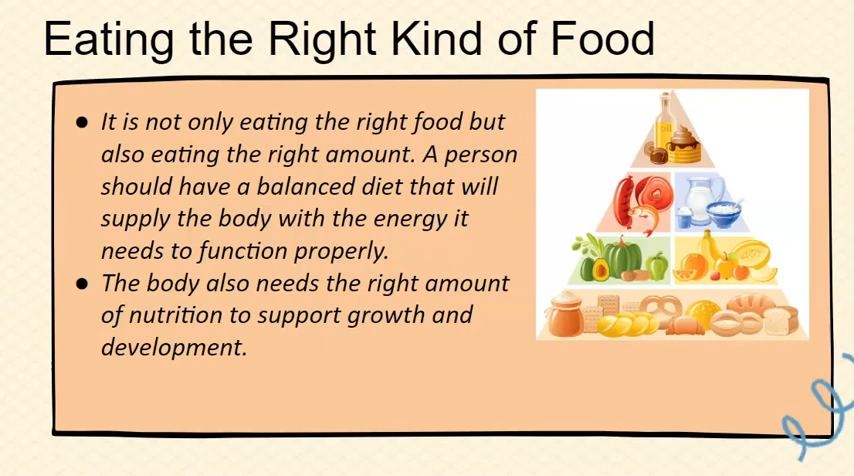 Eating the Right Kind of Food
● It is not only eating the right food but
also eating the right amount. A person
should have a balanced diet that will
supply the body with the energy it
needs to function properly.
● The body also needs the right amount
of nutrition to support growth and
development.
Oil